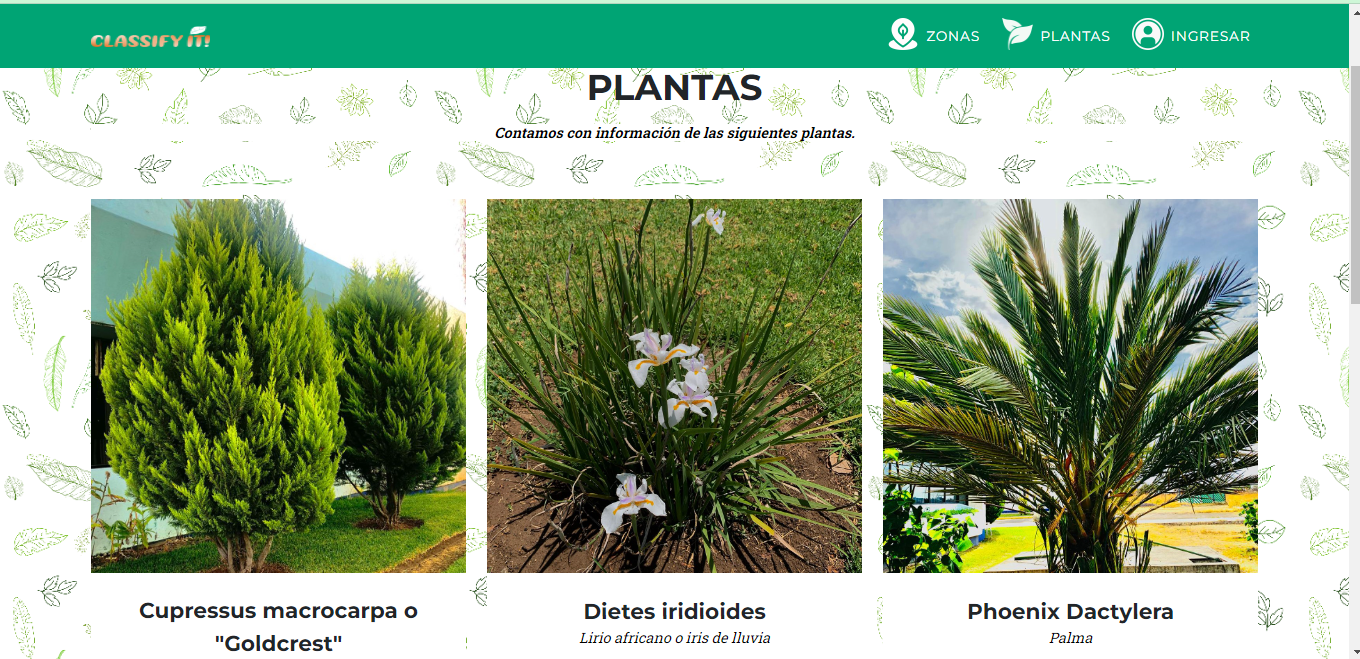 CLASSIFY IT!
ZONAS
PLANTAS
INGRESAR
PLANTAS
Contamos con información de las siguientes plantas.
Cupressus macrocarpa o
"Goldcrest"
Dietes iridioides
Lirio africano o iris de lluvia
Phoenix Dactylera
Palma